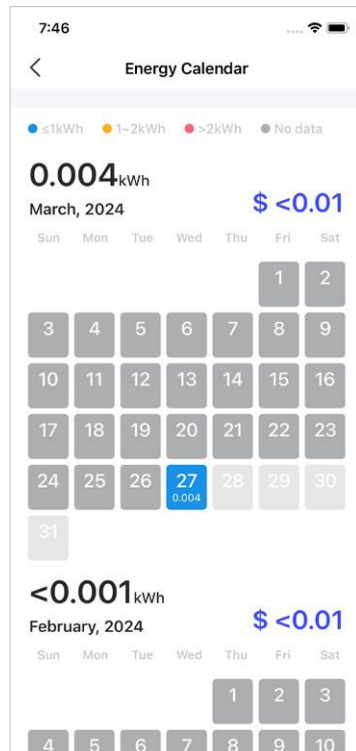 7:46
Energy Calendar
≤1kWh 1~2kWh >2kWh No data
0.004kWh
March, 2024 $ <0.01
Sun Mon Tue Wed Thu Fri Sat
1 2
3 4 5 6 7 8 9
10 11 12 13 14 15 16
17 18 19 20 21 22 23
24 25 26 27 28 29 30
0.004
31
<0.001kWh
February, 2024 $ <0.01
Sun Mon Tue Wed Thu Fri Sat
1 2 3
4 5 6 7 8 9 10